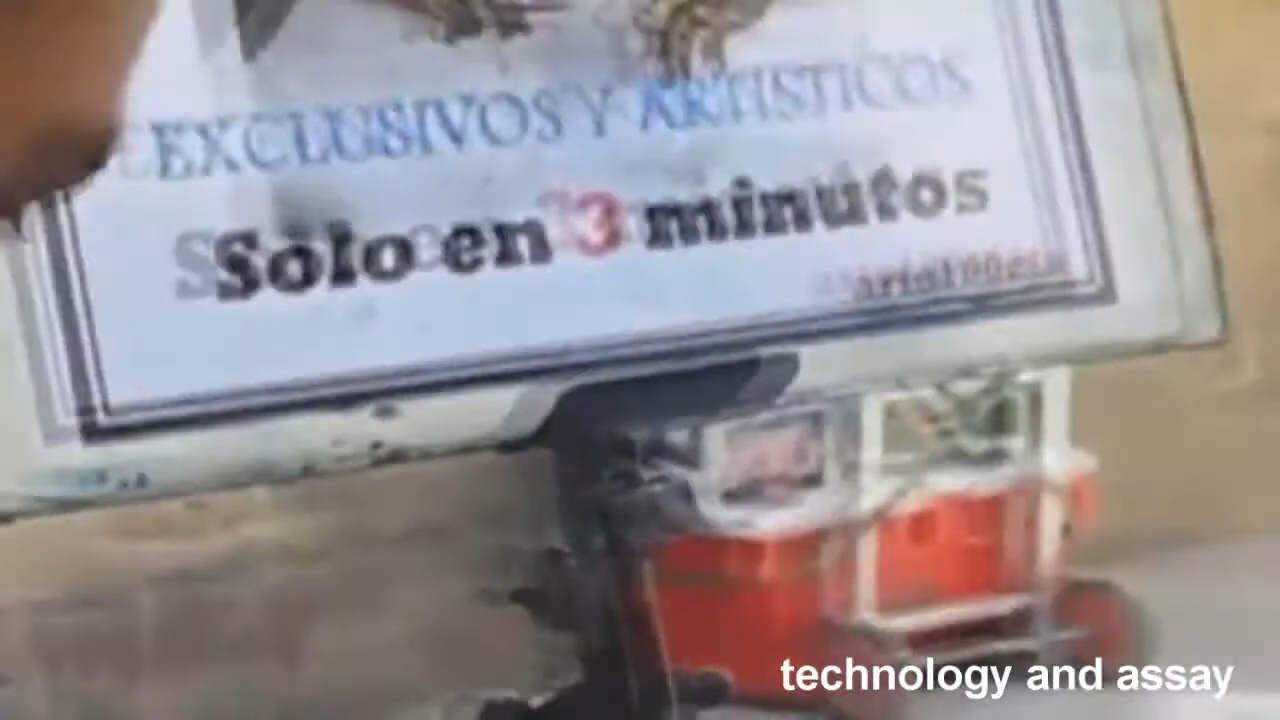 EXCLUSIVOS Y ARTISTICOS
Solo en 3 minutos
technology and assay